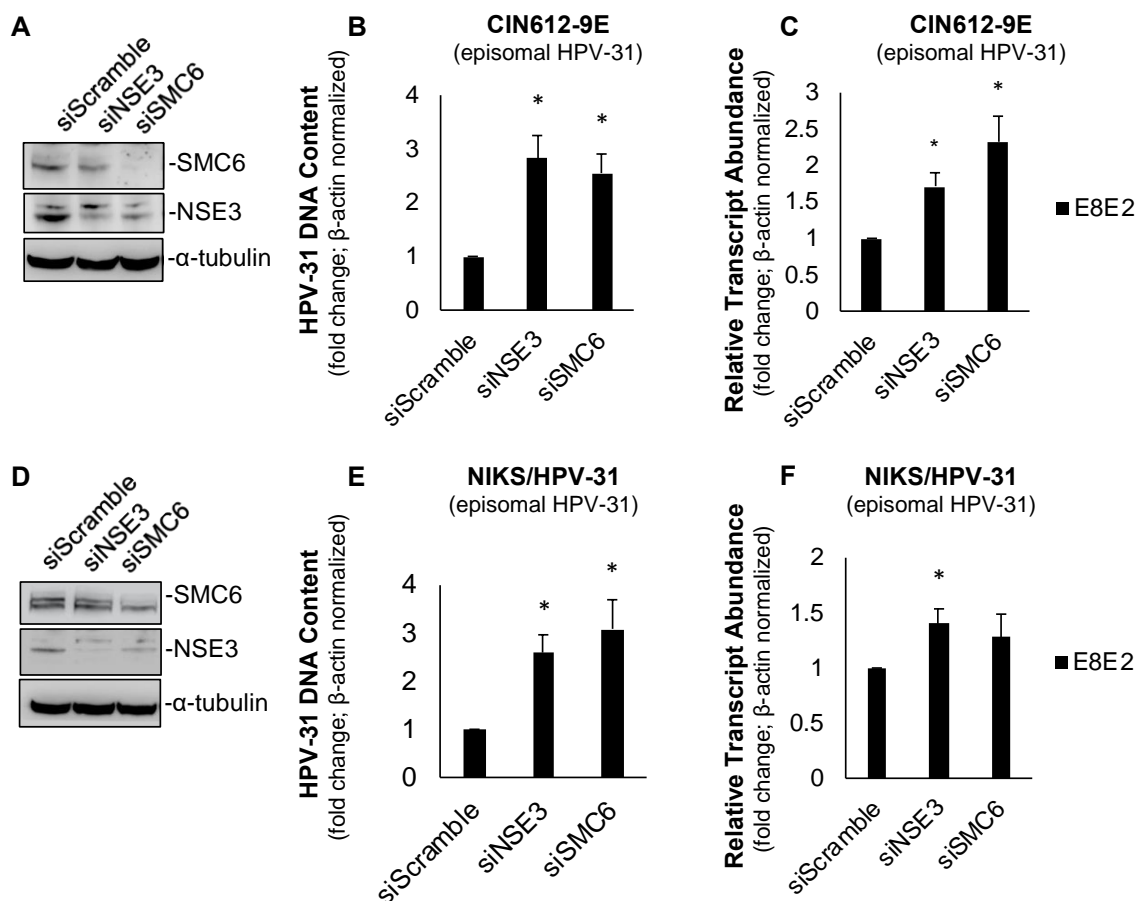 A
siScramble
siNSE3
siSMC6
-SMC6
-NSE3
-α-tubulin
B
CIN612-9E
(episomal HPV-31)
HPV-31 DNA Content
(fold change; β-actin normalized)
4
3
2
1
0
*
*
siScramble
siNSE3
siSMC6
C
CIN612-9E
(episomal HPV-31)
Relative Transcript Abundance
(fold change; β-actin normalized)
3
2.5
2
1.5
1
0.5
0
*
*
E8E2
siScramble
siNSE3
siSMC6
D
siScramble
siNSE3
siSMC6
-SMC6
-NSE3
-α-tubulin
E
NIKS/HPV-31
(episomal HPV-31)
HPV-31 DNA Content
(fold change; β-actin normalized)
4
3
2
1
0
*
*
siScramble
siNSE3
siSMC6
F
NIKS/HPV-31
(episomal HPV-31)
Relative Transcript Abundance
(fold change; β-actin normalized)
2
1.5
1
0.5
0
*
E8E2
siScramble
siNSE3
siSMC6